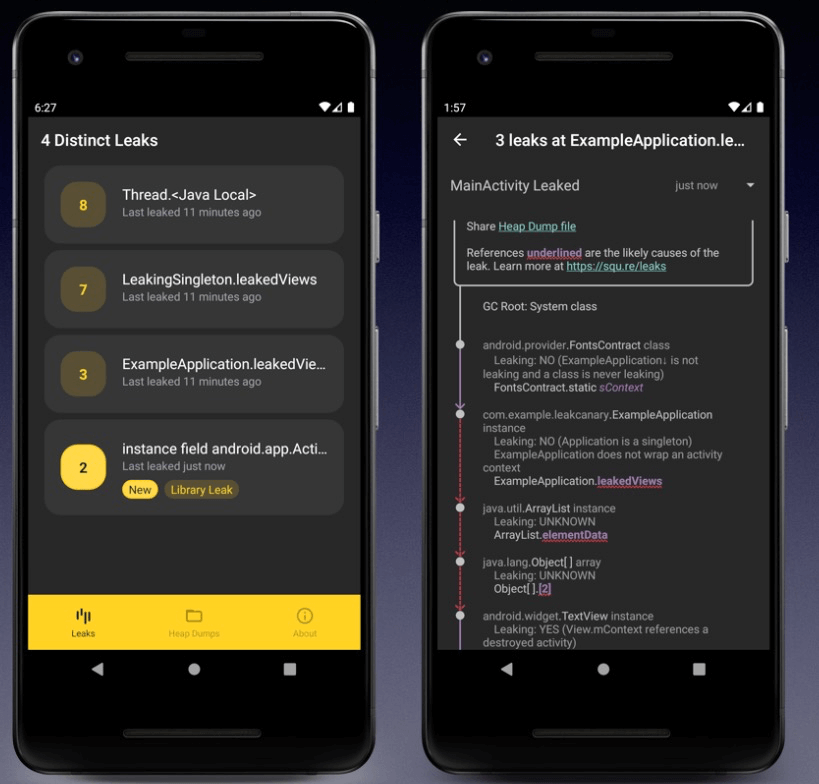 6:27
4 Distinct Leaks
8
Thread.<Java Local>
Last leaked 11 minutes ago
7
LeakingSingleton.leakedViews
Last leaked 11 minutes ago
3
ExampleApplication.leakedVie...
Last leaked 11 minutes ago
2
instance field android.app.Acti...
Last leaked just now
New
Library Leak
Leaks
Heap Dumps
About
1:57
3 leaks at ExampleApplication.le...
MainActivity Leaked
just now
Share Heap Dump file
References underlined are the likely causes of the
leak. Learn more at https://squ.re/leaks
GC Root: System class
android.provider.FontsContract class
Leaking: NO (ExampleApplication↓ is not
leaking and a class is never leaking)
FontsContract.static sContext
com.example.leakcanary.ExampleApplication
instance
Leaking: NO (Application is a singleton)
ExampleApplication does not wrap an activity
context
ExampleApplication.leakedViews
java.util.ArrayList instance
Leaking: UNKNOWN
ArrayList.elementData
java.lang.Object[] array
Leaking: UNKNOWN
Object[].[2]
android.widget.TextView instance
Leaking: YES (View.mContext references a
destroyed activity)